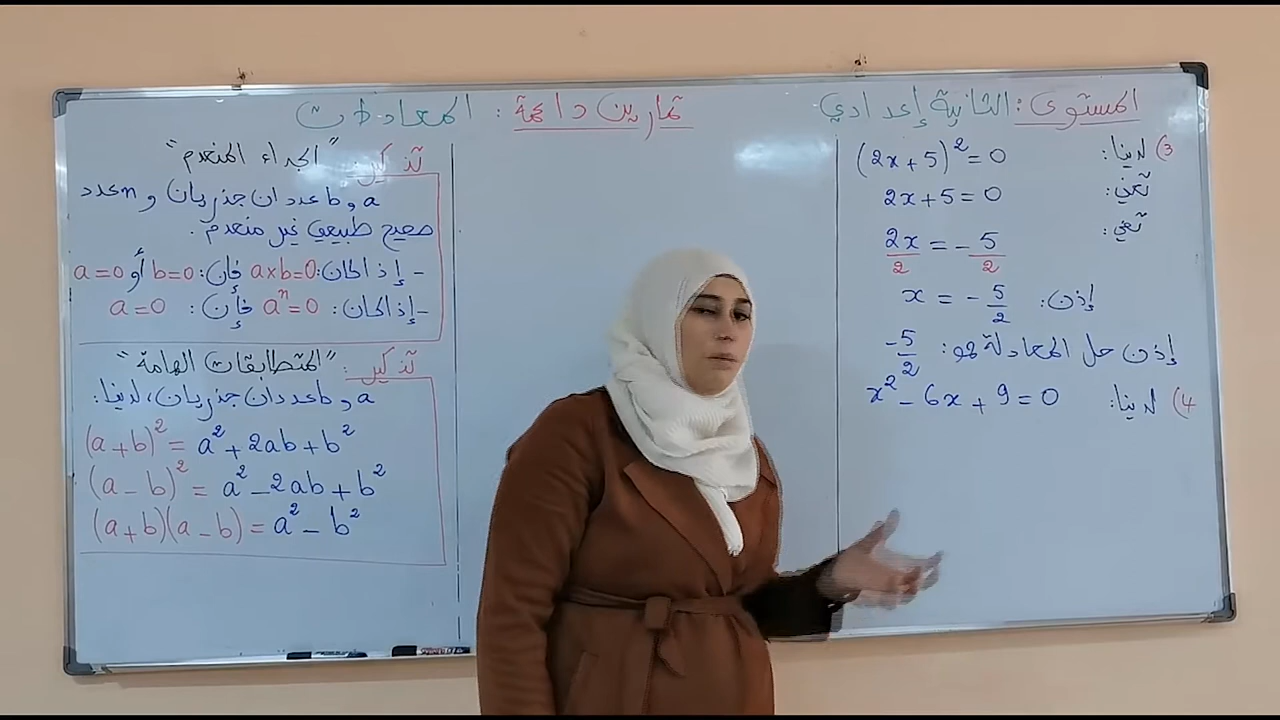 المستوى : الثانية إعدادي
تمارين داعمة : المعادلات
3) لدينا: (2x+5)² = 0
تعني: 2x+5 = 0
تعني: 2x/2 = -5/2
إذن: x = -5/2
إذن حل المعادلة هو: -5/2
4) لدينا: x² - 6x + 9 = 0
تذكير: "الجداء المنعدم"
a و b عددان جذريان و n عدد
صحيح طبيعي غير منعدم.
- إذا كان: a×b=0 فإن: b=0 أو a=0
- إذا كان: aⁿ=0 فإن: a=0
تذكير: "المتطابقات الهامة"
a و b عددان جذريان، لدينا:
(a+b)² = a² + 2ab + b²
(a-b)² = a² - 2ab + b²
(a+b)(a-b) = a² - b²